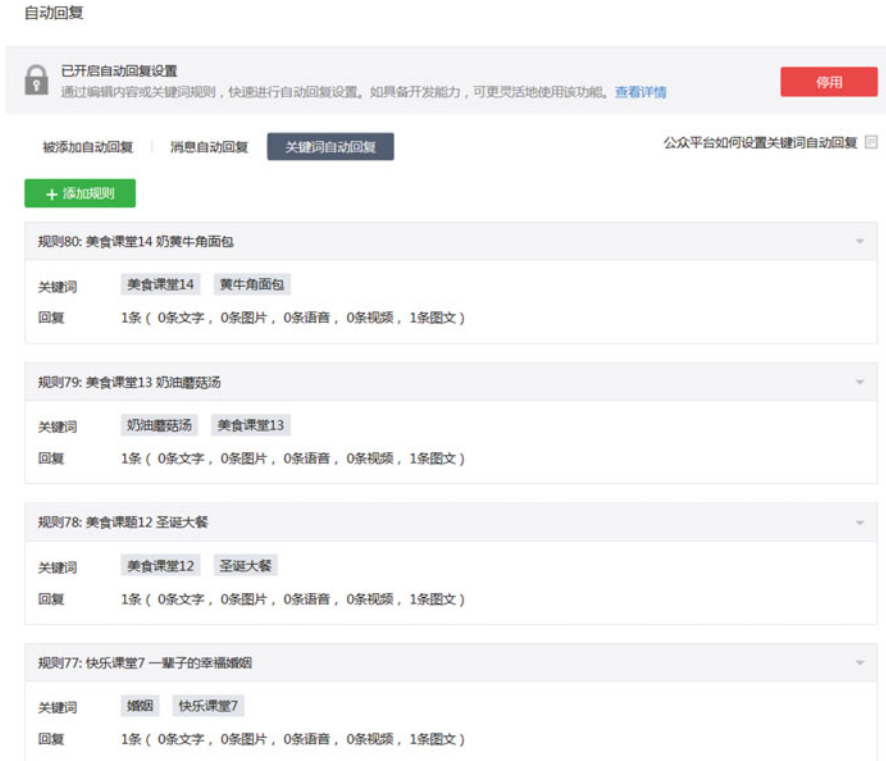 自动回复
已开启自动回复设置
通过编辑内容或关键词规则，快速进行自动回复设置。如具备开发能力，可更灵活地使用该功能。查看详情
停用
被添加自动回复 消息自动回复 关键词自动回复 公众平台如何设置关键词自动回复
+ 添加规则
规则80: 美食课堂14 奶黄牛角面包
关键词 美食课堂14 黄牛角面包
回复 1条（ 0条文字，0条图片，0条语音，0条视频，1条图文）
规则79: 美食课堂13 奶油蘑菇汤
关键词 奶油蘑菇汤 美食课堂13
回复 1条（ 0条文字，0条图片，0条语音，0条视频，1条图文）
规则78: 美食课题12 圣诞大餐
关键词 美食课堂12 圣诞大餐
回复 1条（ 0条文字，0条图片，0条语音，0条视频，1条图文）
规则77: 快乐课堂7 一辈子的幸福婚姻
关键词 婚姻 快乐课堂7
回复 1条（ 0条文字，0条图片，0条语音，0条视频，1条图文）